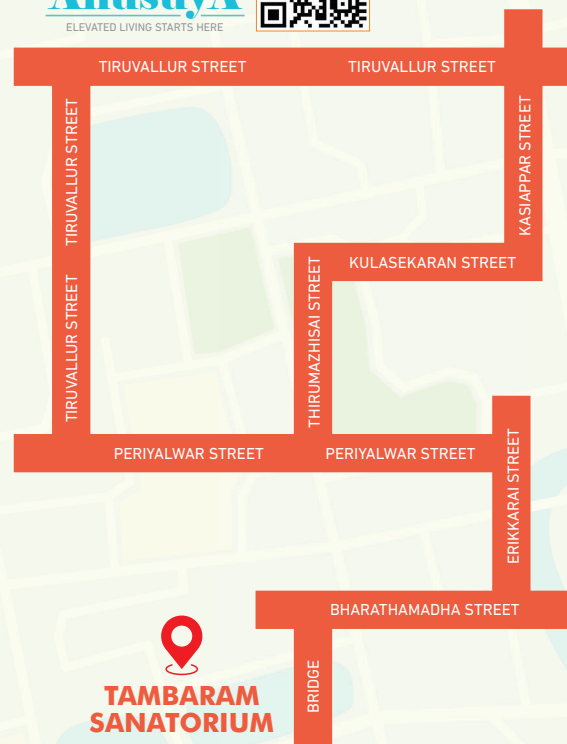 AnasuyA
ELEVATED LIVING STARTS HERE
TIRUVALLUR STREET
TIRUVALLUR STREET
TIRUVALLUR STREET
KASIAPPAR STREET
KULASEKARAN STREET
THIRUMAZHISAI STREET
TIRUVALLUR STREET
PERIYALWAR STREET
PERIYALWAR STREET
ERIKKARAI STREET
BHARATHAMADHA STREET
BRIDGE
TAMBARAM
SANATORIUM